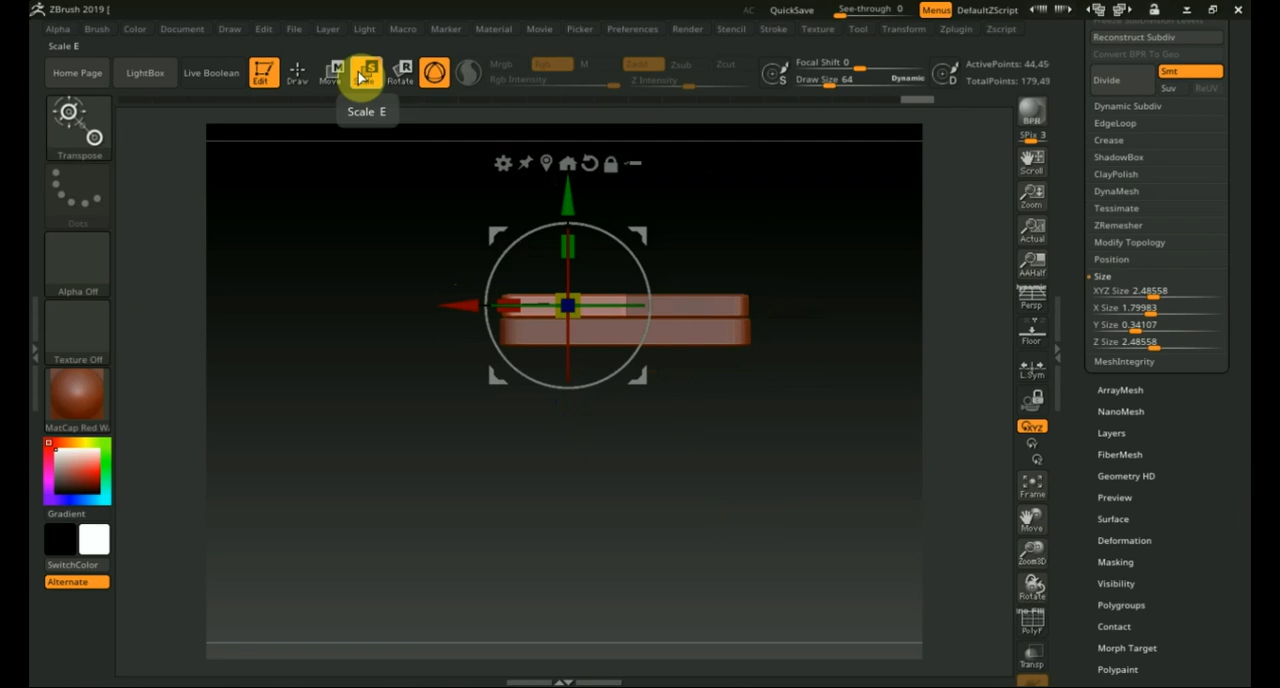 ZBrush 2019 [
AC QuickSave See-through 0 Menus DefaultZScript
Alpha Brush Color Document Draw Edit File Layer Light Macro Marker Material Movie Picker Preferences Render Stencil Stroke Texture Tool Transform Zplugin Zscript
Scale E
Home Page LightBox Live Boolean Edit Draw Move Rotate
Mrgb Rgb M Zadd Zsub Zcut
Rgb Intensity Z Intensity
Focal Shift 0
Draw Size 64 Dynamic
ActivePoints: 44,45
TotalPoints: 179,49
Scale E
Transpose
Dots
Alpha Off
Texture Off
MatCap Red W
Gradient
SwitchColor
Alternate
BPR
SPix 3
Scroll
Zoom
Actual
AAHalf
Dynamic
Persp
Floor
L.Sym
XYZ
Frame
Move
Zoom3D
Rotate
PolyF
Transp
Freeze Subdivision Levels
Reconstruct Subdiv
Convert BPR To Geo
Divide Smt
Suv ReUV
Dynamic Subdiv
EdgeLoop
Crease
ShadowBox
ClayPolish
DynaMesh
Tessimate
ZRemesher
Modify Topology
Position
Size
XYZ Size 2.48558
X Size 1.79983
Y Size 0.34107
Z Size 2.48558
MeshIntegrity
ArrayMesh
NanoMesh
Layers
FiberMesh
Geometry HD
Preview
Surface
Deformation
Masking
Visibility
Polygroups
Contact
Morph Target
Polypaint